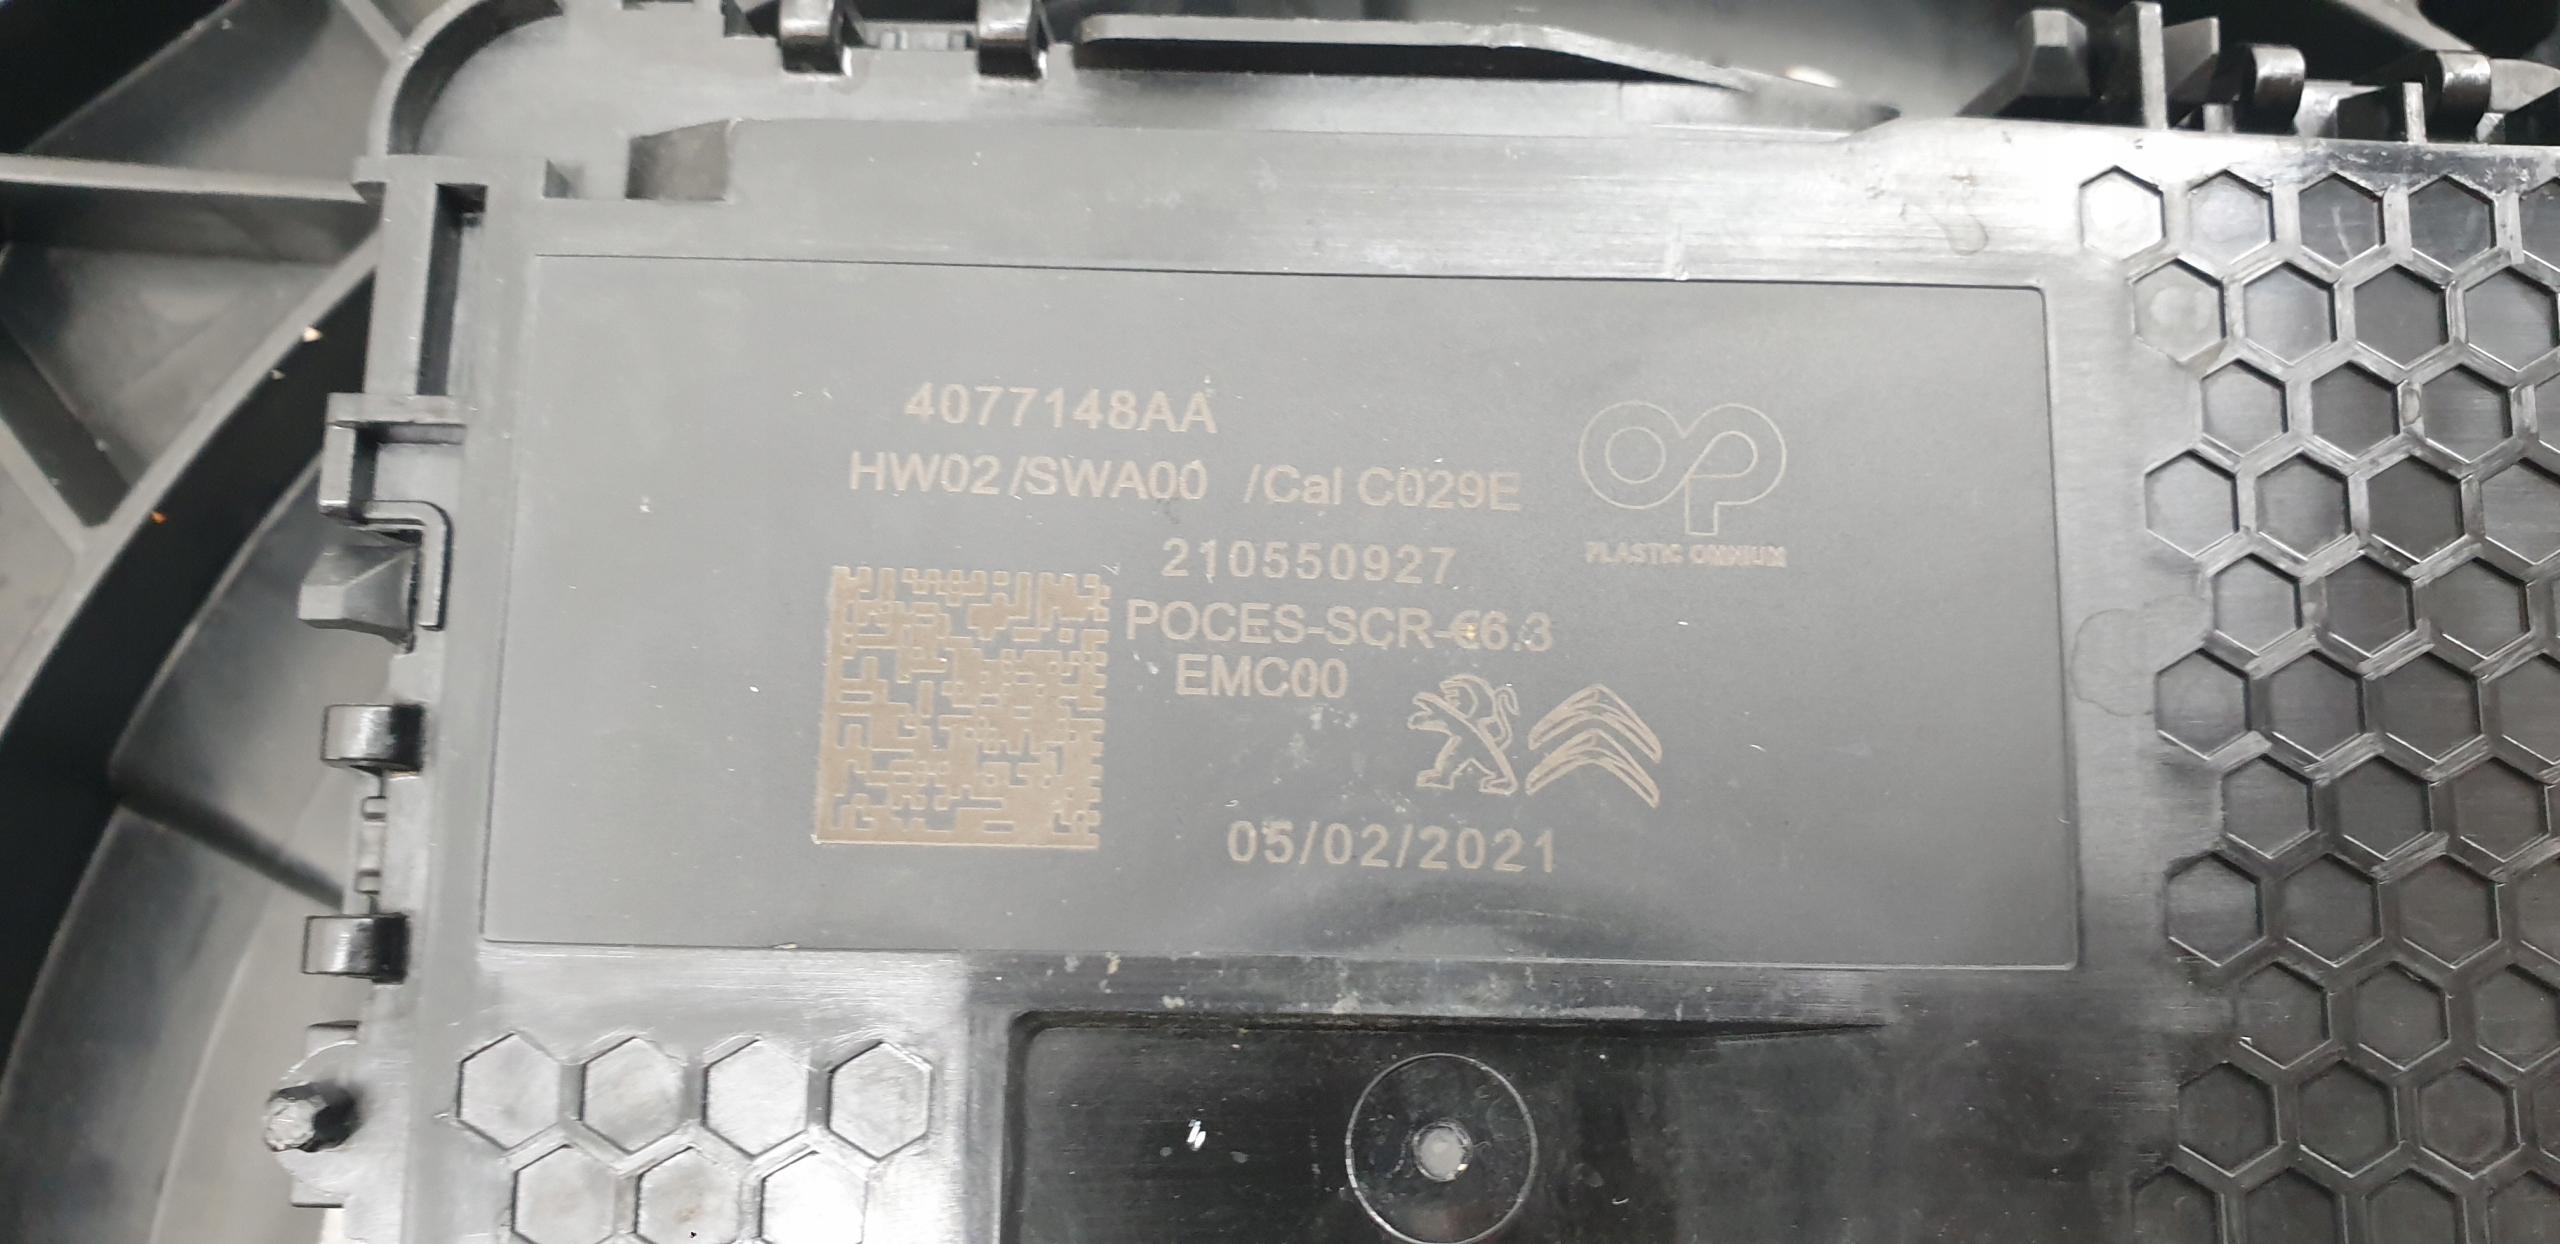 4077148AA
HW02 /SWA00 /Cal C029E
PLASTIC OMNIUM
210550927
POCES-SCR-€6.3
EMC00
05/02/2021